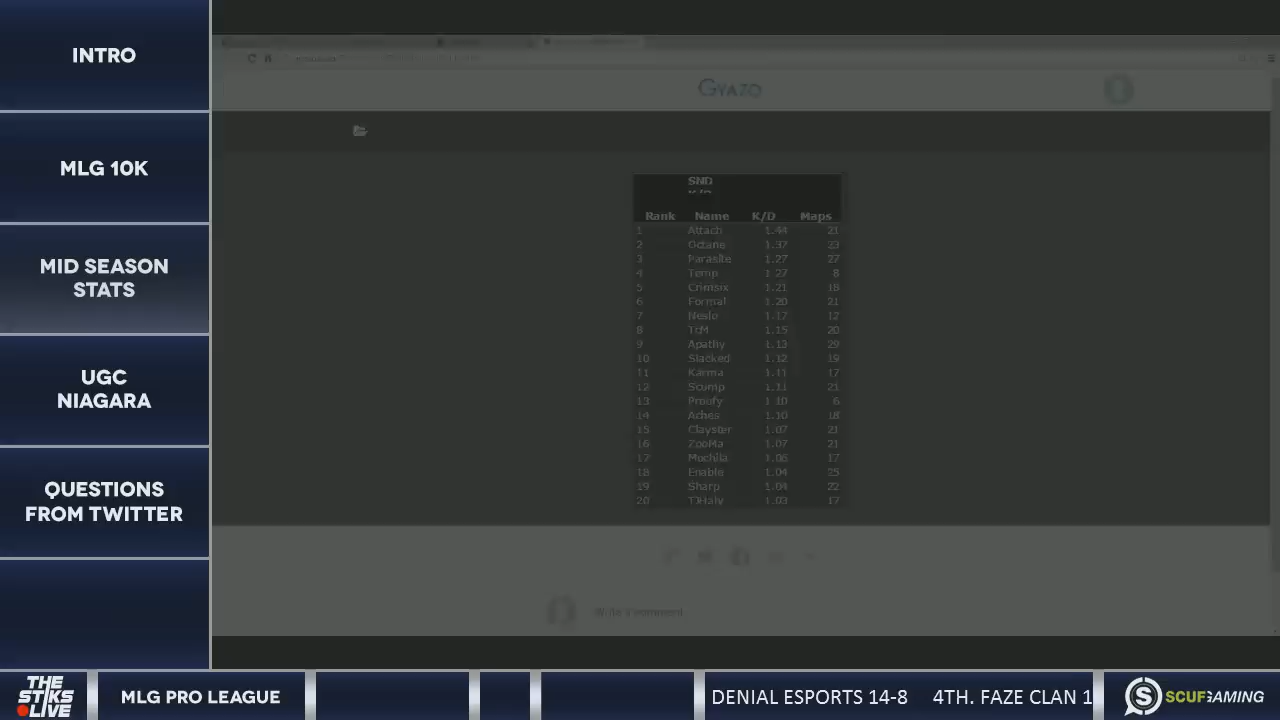 INTRO
MLG 10K
MID SEASON
STATS
UGC
NIAGARA
QUESTIONS
FROM TWITTER
GYAZO
SND
K/D
Rank Name K/D Maps
1 Attach 1.44 21
2 Octane 1.37 23
3 Parasite 1.27 27
4 Temp 1.27 8
5 Crimsix 1.21 18
6 Formal 1.20 21
7 Neslo 1.17 12
8 TcM 1.15 20
9 Apathy 1.13 29
10 Slacked 1.12 19
11 Karma 1.11 17
12 Scump 1.11 21
13 Proofy 1.10 6
14 Aches 1.10 18
15 Clayster 1.07 21
16 ZooMa 1.07 21
17 Mochila 1.06 17
18 Enable 1.04 25
19 Sharp 1.04 22
20 TJHaly 1.03 17
Write a comment
THE
STIKS
LIVE
MLG PRO LEAGUE
DENIAL ESPORTS 14-8 4TH. FAZE CLAN 1
SCUF GAMING